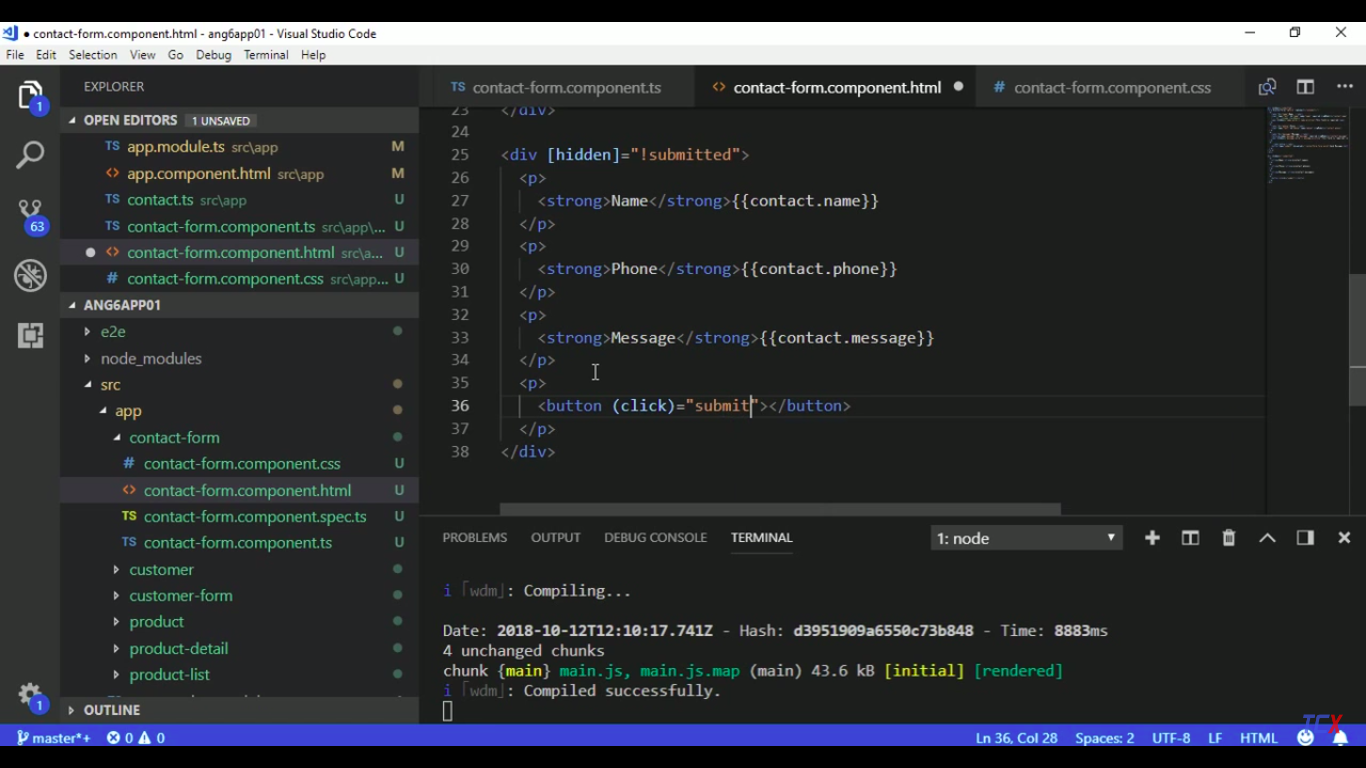 ● contact-form.component.html - ang6app01 - Visual Studio Code
File Edit Selection View Go Debug Terminal Help
EXPLORER
OPEN EDITORS 1 UNSAVED
TS app.module.ts src\app M
<> app.component.html src\app M
TS contact.ts src\app U
TS contact-form.component.ts src\app\... U
● <> contact-form.component.html src\a... U
# contact-form.component.css src\app... U
ANG6APP01
e2e
node_modules
src
app
contact-form
# contact-form.component.css U
<> contact-form.component.html U
TS contact-form.component.spec.ts U
TS contact-form.component.ts U
customer
customer-form
product
product-detail
product-list
OUTLINE
1
63
1
TS contact-form.component.ts <> contact-form.component.html ● # contact-form.component.css
23 </div>
24
25 <div [hidden]="!submitted">
26 <p>
27 <strong>Name</strong>{{contact.name}}
28 </p>
29 <p>
30 <strong>Phone</strong>{{contact.phone}}
31 </p>
32 <p>
33 <strong>Message</strong>{{contact.message}}
34 </p>
35 <p>
36 <button (click)="submit"></button>
37 </p>
38 </div>
PROBLEMS OUTPUT DEBUG CONSOLE TERMINAL 1: node
i ｢wdm｣: Compiling...
Date: 2018-10-12T12:10:17.741Z - Hash: d3951909a6550c73b848 - Time: 8883ms
4 unchanged chunks
chunk {main} main.js, main.js.map (main) 43.6 kB [initial] [rendered]
i ｢wdm｣: Compiled successfully.
master*+ 0 0 Ln 36, Col 28 Spaces: 2 UTF-8 LF HTML